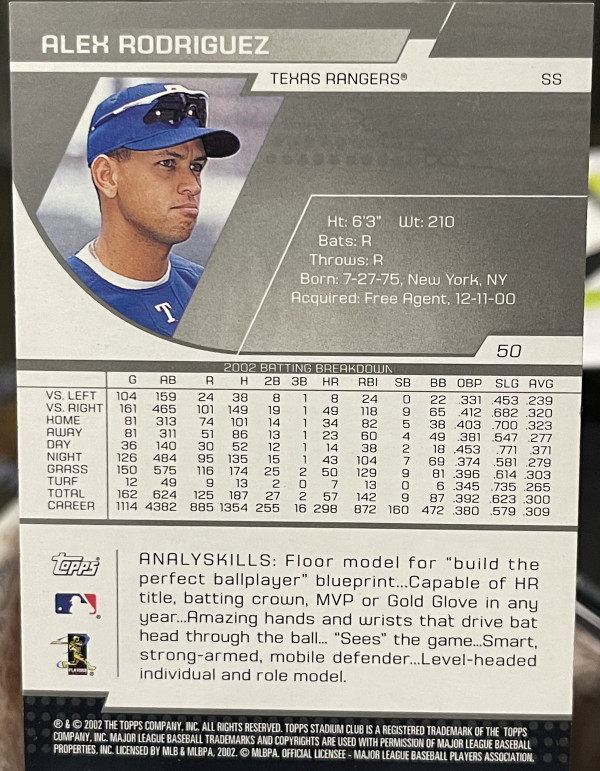 ALEX RODRIGUEZ
TEXAS RANGERS® SS
T
Ht: 6'3" Wt: 210
Bats: R
Throws: R
Born: 7-27-75, New York, NY
Acquired: Free Agent, 12-11-00
50
2002 BATTING BREAKDOWN
G AB R H 2B 3B HR RBI SB BB OBP SLG AVG
VS. LEFT 104 159 24 38 8 1 8 24 0 22 .331 .453 .239
VS. RIGHT 161 465 101 149 19 1 49 118 9 65 .412 .682 .320
HOME 81 313 74 101 14 1 34 82 5 38 .403 .700 .323
AWAY 81 311 51 86 13 1 23 60 4 49 .381 .547 .277
DAY 36 140 30 52 12 1 14 38 2 18 .453 .771 .371
NIGHT 126 484 95 135 15 1 43 104 7 69 .374 .581 .279
GRASS 150 575 116 174 25 2 50 129 9 81 .396 .614 .303
TURF 12 49 9 13 2 0 7 13 0 6 .345 .735 .265
TOTAL 162 624 125 187 27 2 57 142 9 87 .392 .623 .300
CAREER 1114 4382 885 1354 255 16 298 872 160 472 .380 .579 .309
Topps
ANALYSKILLS: Floor model for "build the
perfect ballplayer" blueprint...Capable of HR
title, batting crown, MVP or Gold Glove in any
year...Amazing hands and wrists that drive bat
head through the ball... "Sees" the game...Smart,
strong-armed, mobile defender...Level-headed
individual and role model.
® & © 2002 THE TOPPS COMPANY, INC. ALL RIGHTS RESERVED. TOPPS STADIUM CLUB IS A REGISTERED TRADEMARK OF THE TOPPS
COMPANY, INC. MAJOR LEAGUE BASEBALL TRADEMARKS AND COPYRIGHTS ARE USED WITH PERMISSION OF MAJOR LEAGUE BASEBALL
PROPERTIES, INC. LICENSED BY MLB & MLBPA. 2002. © MLBPA. OFFICIAL LICENSEE - MAJOR LEAGUE BASEBALL PLAYERS ASSOCIATION.